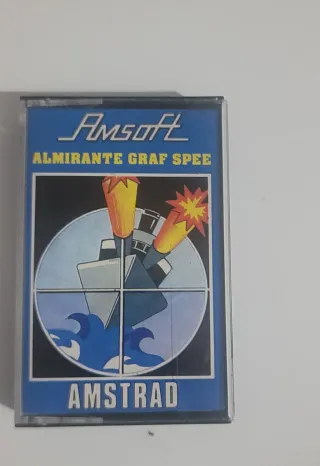 Amsoft
ALMIRANTE GRAF SPEE
AMSTRAD